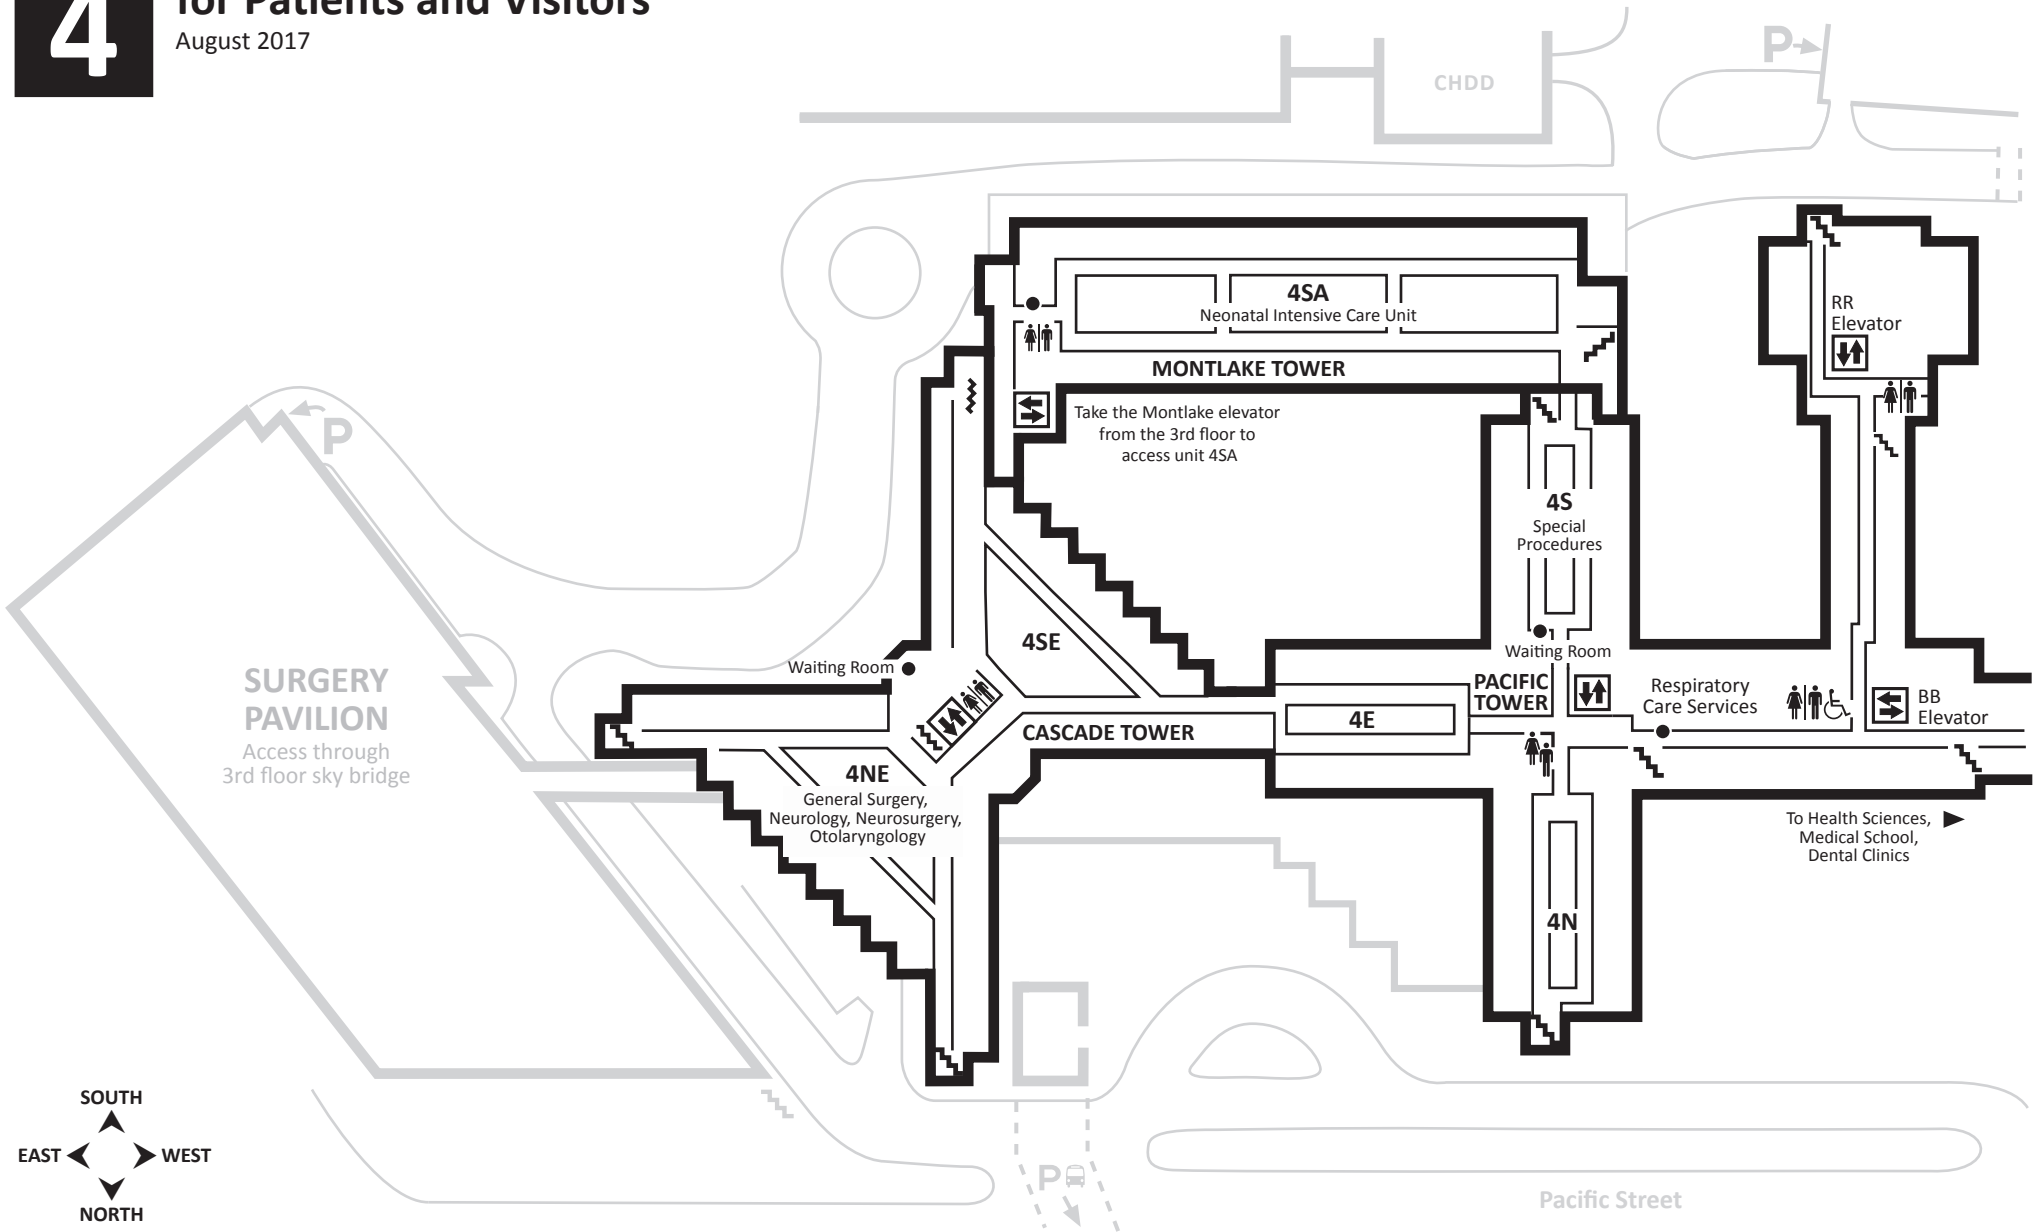 4
for Patients and Visitors
August 2017
P
CHDD
4SA
Neonatal Intensive Care Unit
MONTLAKE TOWER
RR
Elevator
Take the Montlake elevator
from the 3rd floor to
access unit 4SA
P
4S
Special
Procedures
4SE
Waiting Room
Waiting Room
SURGERY
PAVILION
Access through
3rd floor sky bridge
PACIFIC
TOWER
Respiratory
Care Services
BB
Elevator
4E
CASCADE TOWER
4NE
General Surgery,
Neurology, Neurosurgery,
Otolaryngology
To Health Sciences,
Medical School,
Dental Clinics
4N
SOUTH
EAST
WEST
NORTH
P
Pacific Street